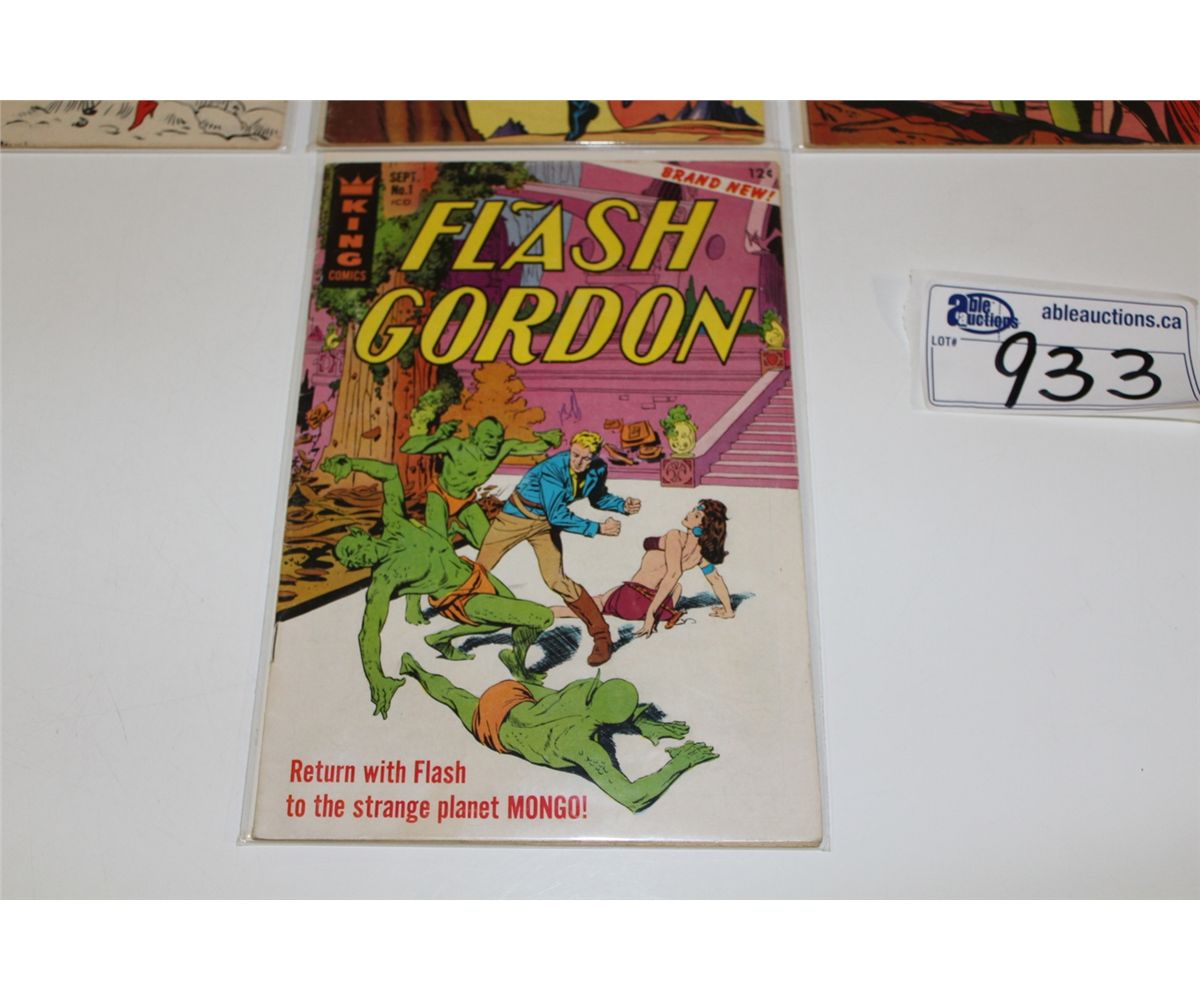 KING
COMICS
SEPT.
No.1
BRAND NEW!
12¢
FLASH
GORDON
Return with Flash
to the strange planet MONGO!
able
auctions
ableauctions.ca
LOT#
933